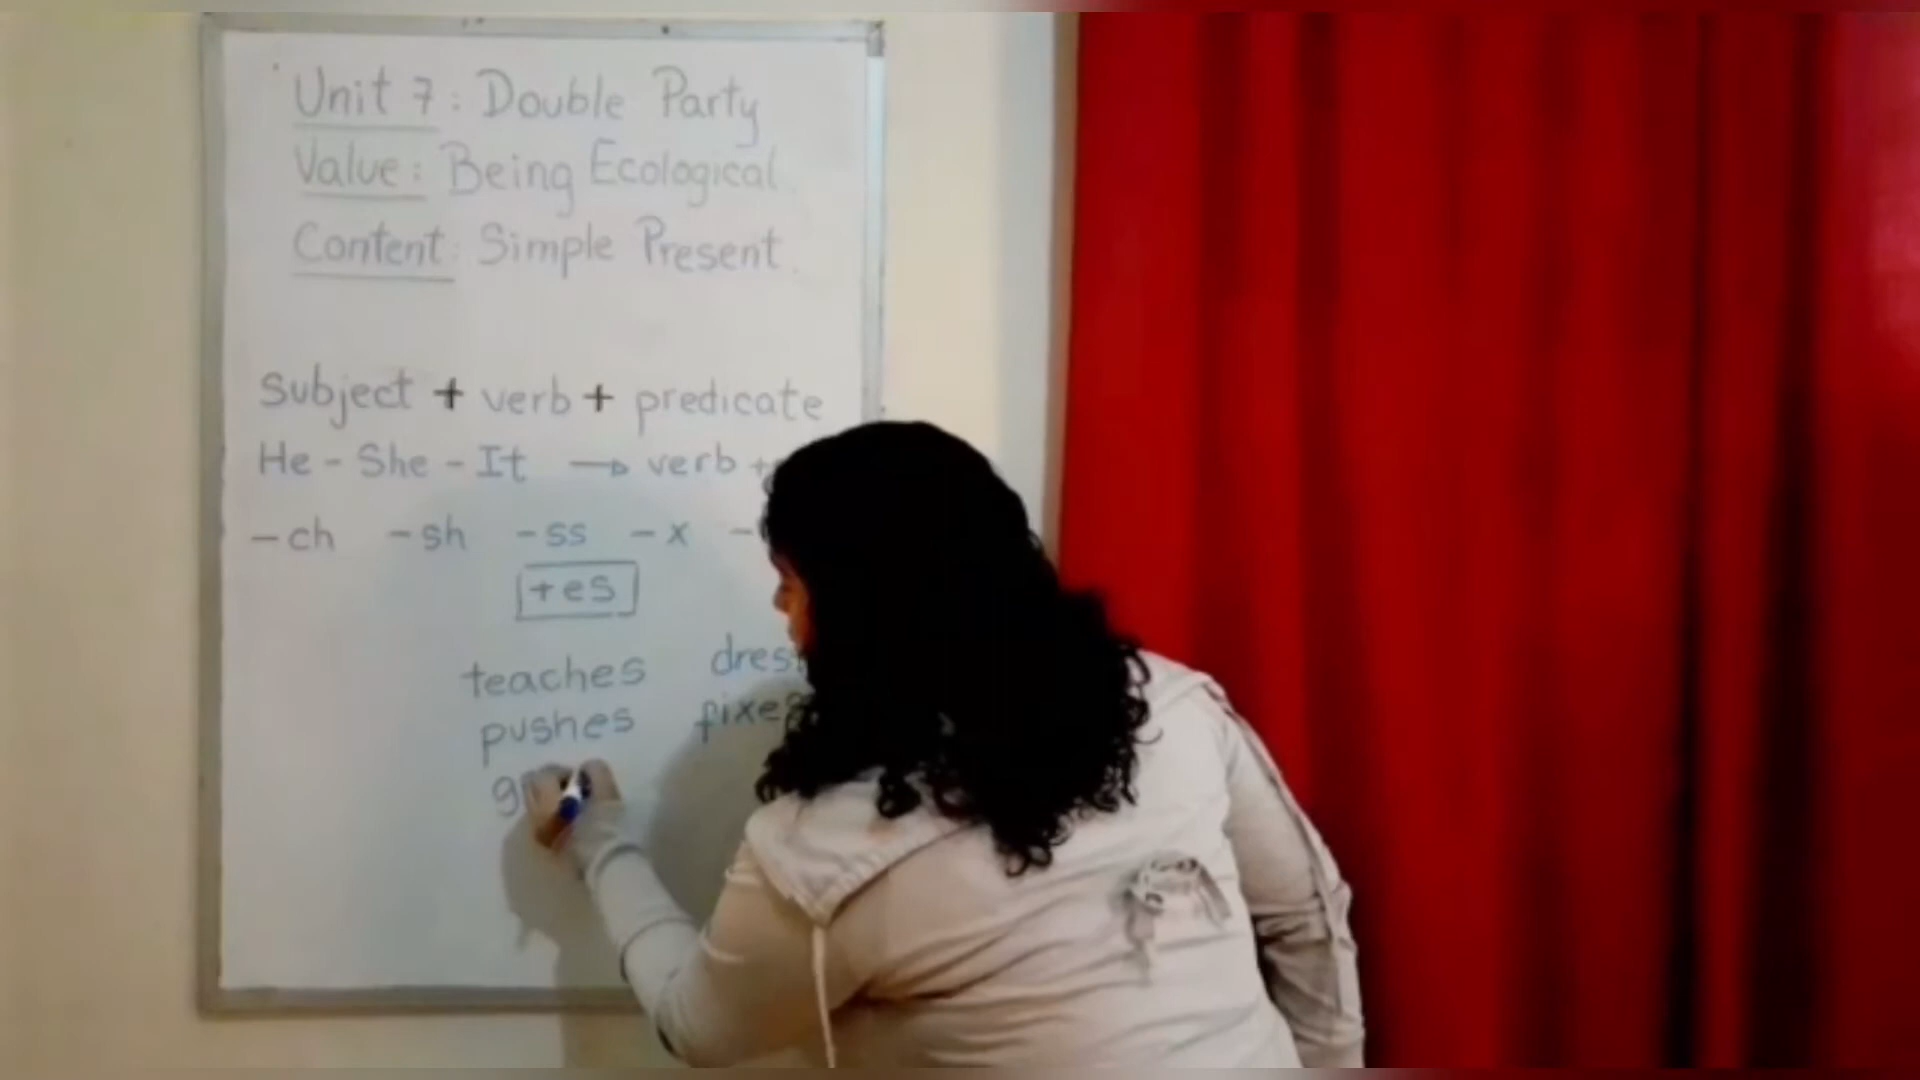 Unit 7: Double Party
Value: Being Ecological
Content: Simple Present.
Subject + verb + predicate
He - She - It → verb +
-ch -sh -ss -x -
+es
teaches
pushes fixes